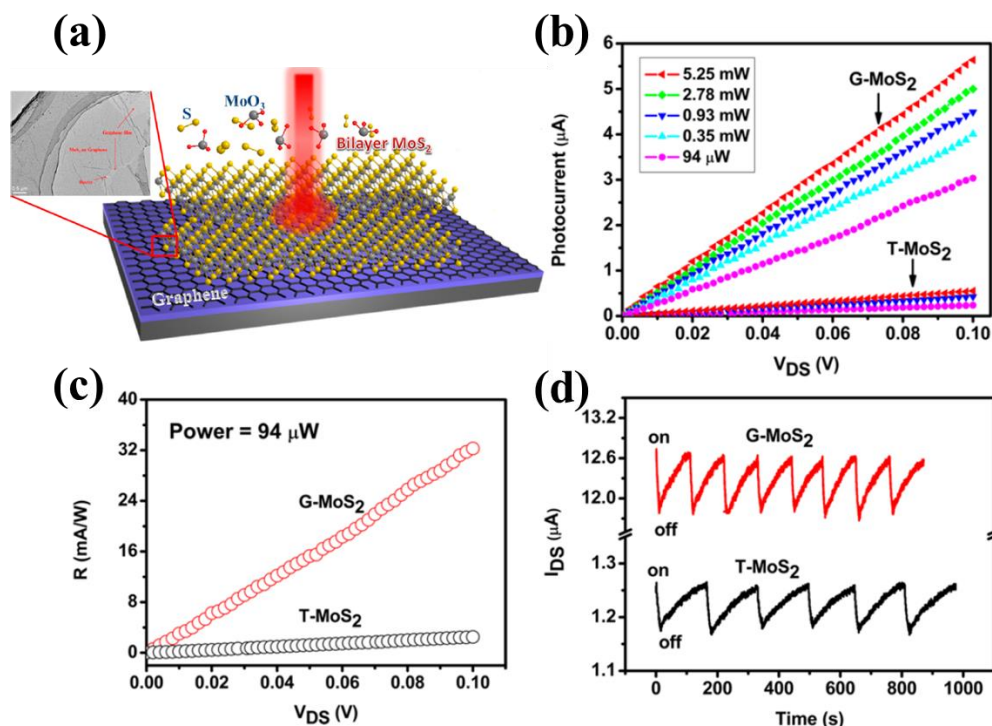 (a)
S
MoO₃
Bilayer MoS₂
Graphene
(b)
Photocurrent (μA)
6
5
4
3
2
1
0
5.25 mW
2.78 mW
0.93 mW
0.35 mW
94 μW
G-MoS₂
T-MoS₂
0.00 0.02 0.04 0.06 0.08 0.10
V_DS (V)
(c)
R (mA/W)
40
32
24
16
8
0
Power = 94 μW
G-MoS₂
T-MoS₂
0.00 0.02 0.04 0.06 0.08 0.10
V_DS (V)
(d)
I_DS (μA)
13.2
12.6
12.0
1.3
1.2
1.1
on
G-MoS₂
off
on
T-MoS₂
off
0 200 400 600 800 1000
Time (s)